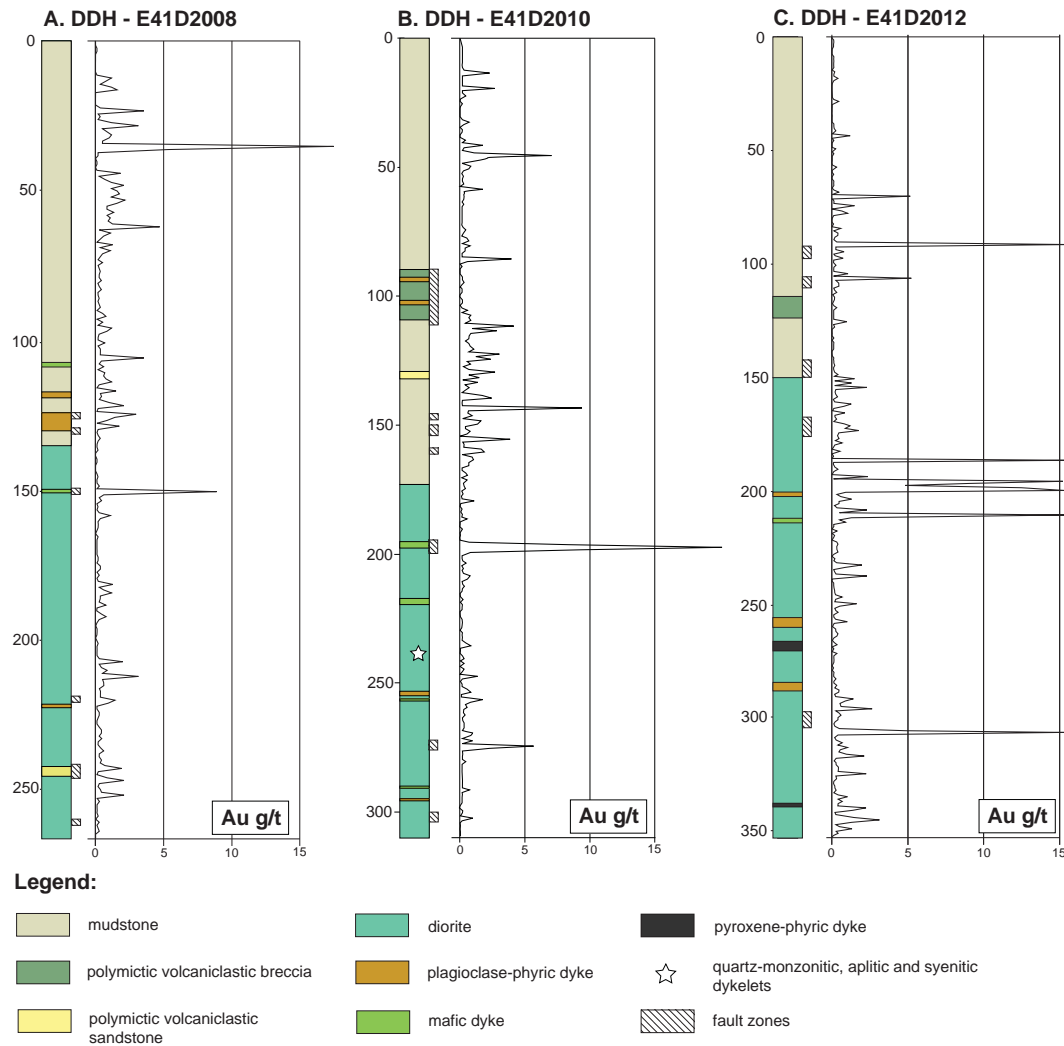 A. DDH - E41D2008
0
50
100
150
200
250
Au g/t
0 5 10 15
B. DDH - E41D2010
0
50
100
150
200
250
300
Au g/t
0 5 10 15
C. DDH - E41D2012
0
50
100
150
200
250
300
350
Au g/t
0 5 10 15
Legend:
mudstone
polymictic volcaniclastic breccia
polymictic volcaniclastic
sandstone
diorite
plagioclase-phyric dyke
mafic dyke
pyroxene-phyric dyke
quartz-monzonitic, aplitic and syenitic
dykelets
fault zones